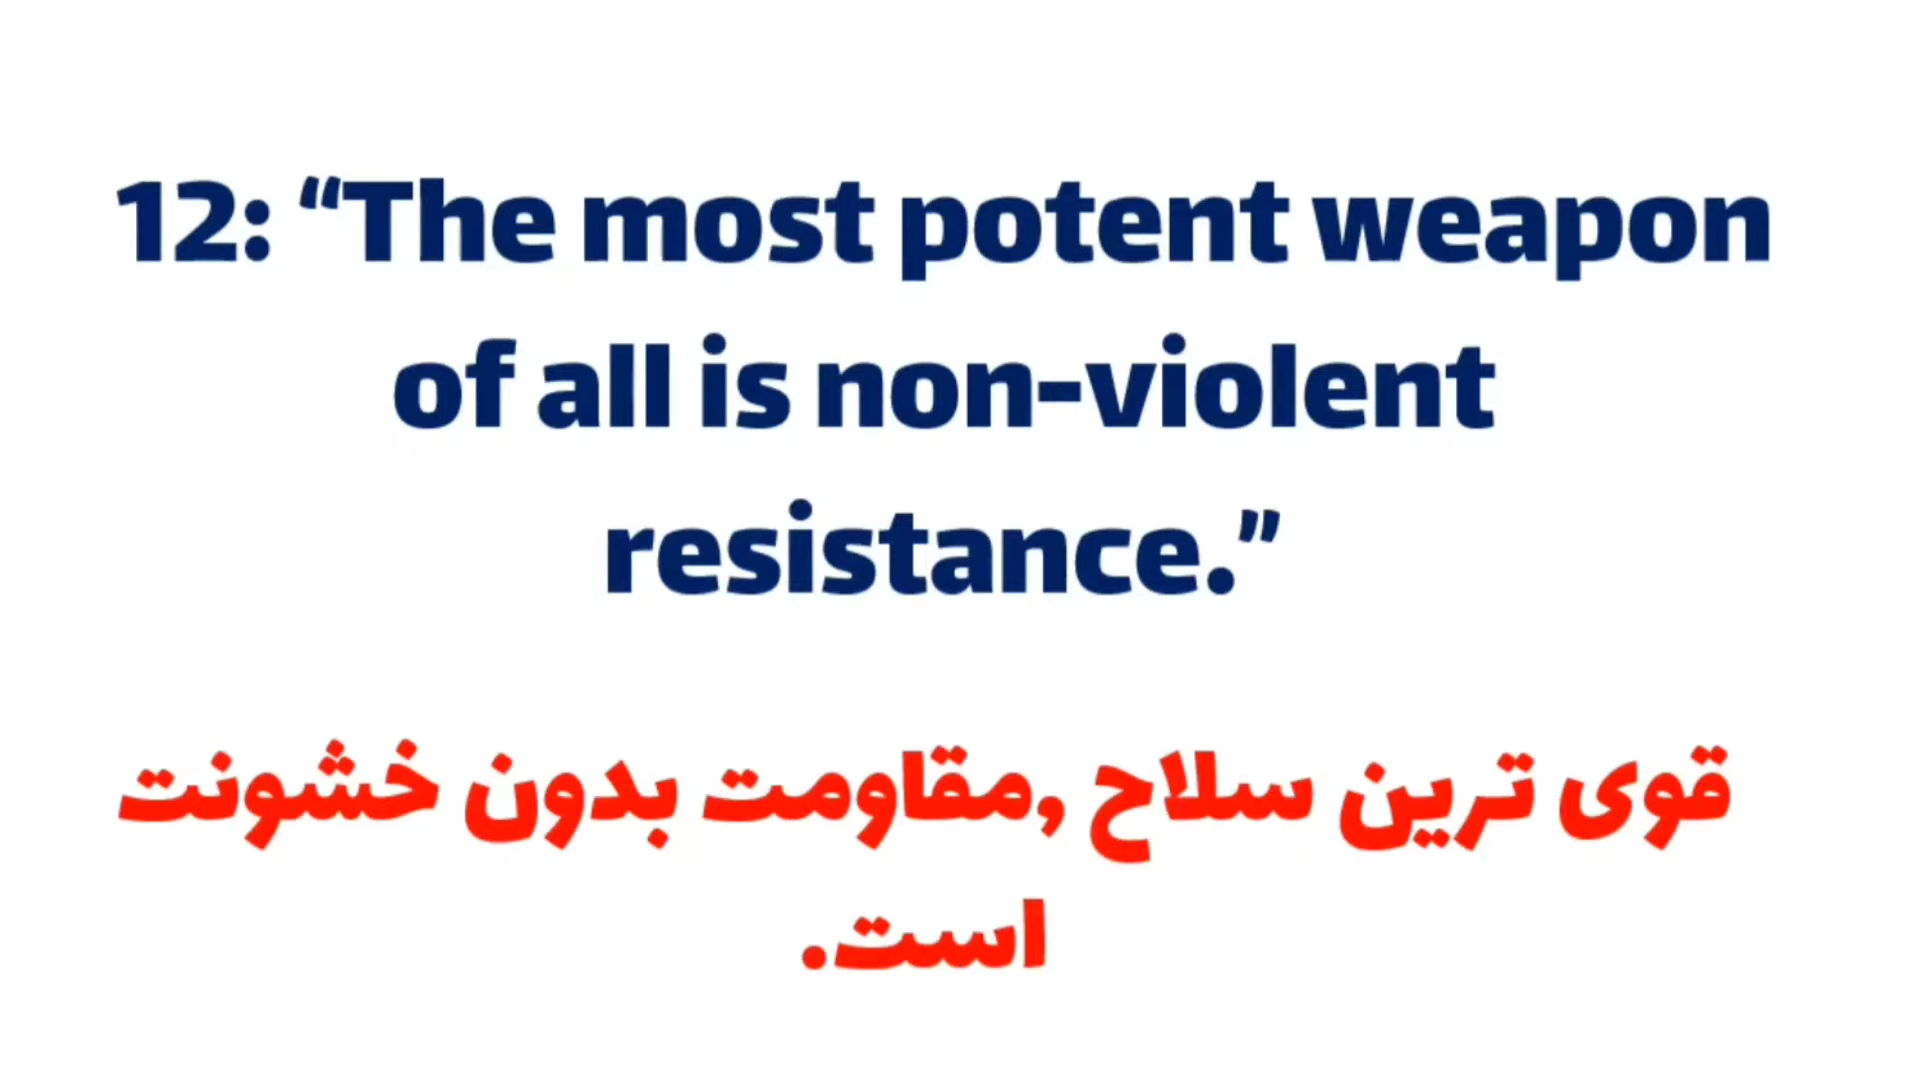 12: “The most potent weapon
of all is non-violent
resistance.”
قوی ترین سلاح ,مقاومت بدون خشونت
است.